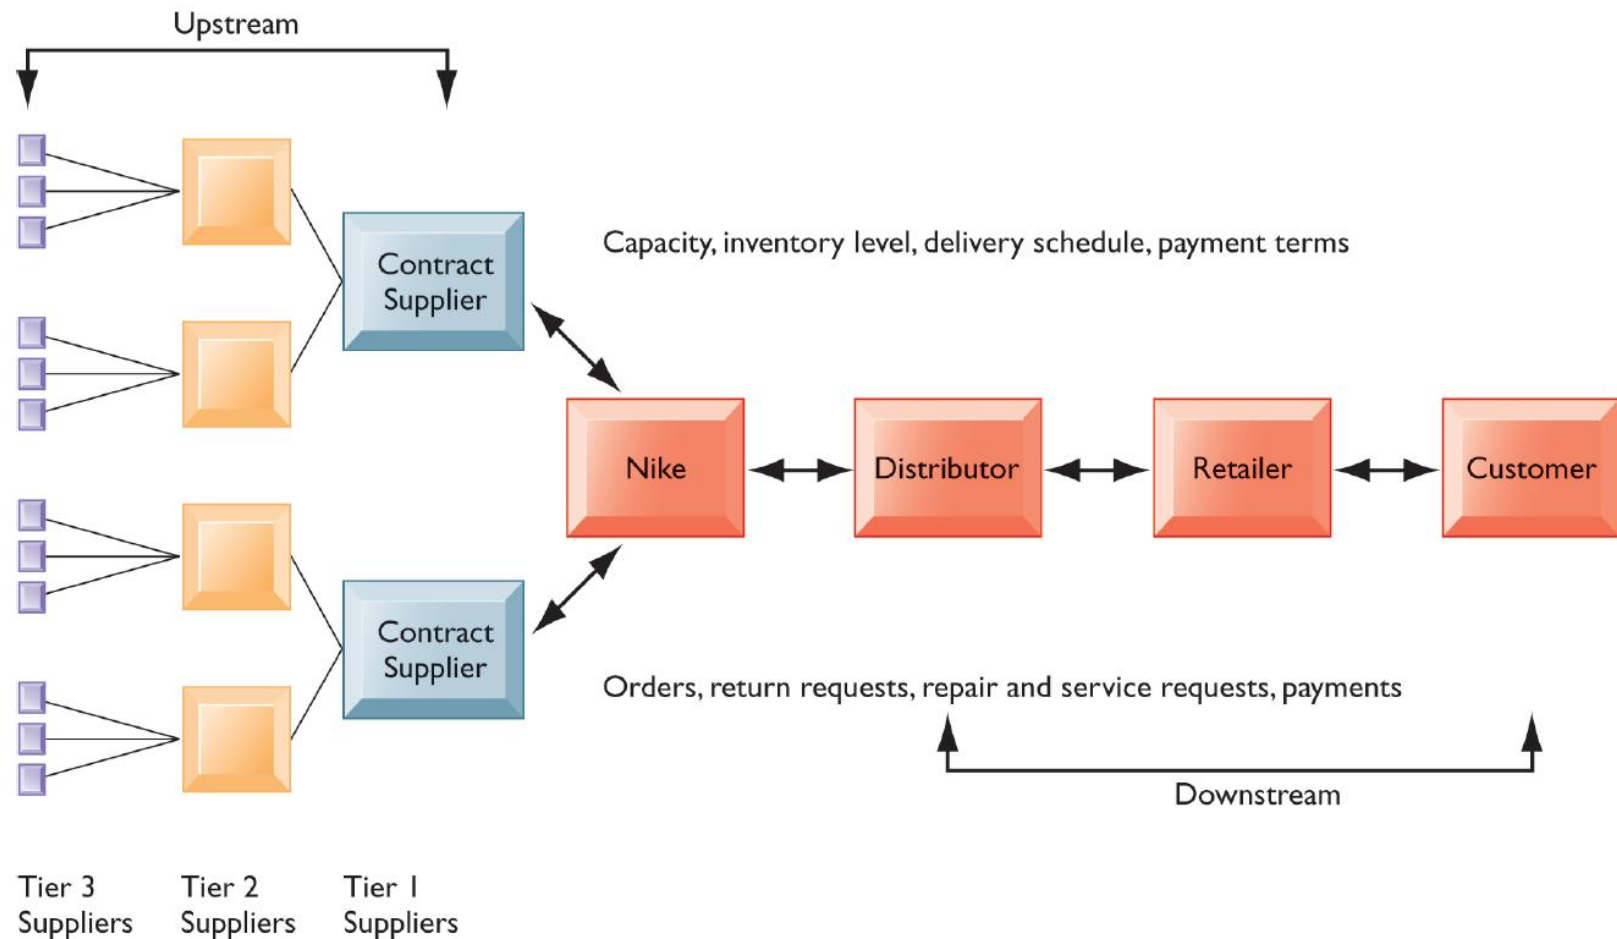 Upstream
Contract
Supplier
Capacity, inventory level, delivery schedule, payment terms
Nike
Distributor
Retailer
Customer
Contract
Supplier
Orders, return requests, repair and service requests, payments
Downstream
Tier 3
Suppliers
Tier 2
Suppliers
Tier 1
Suppliers